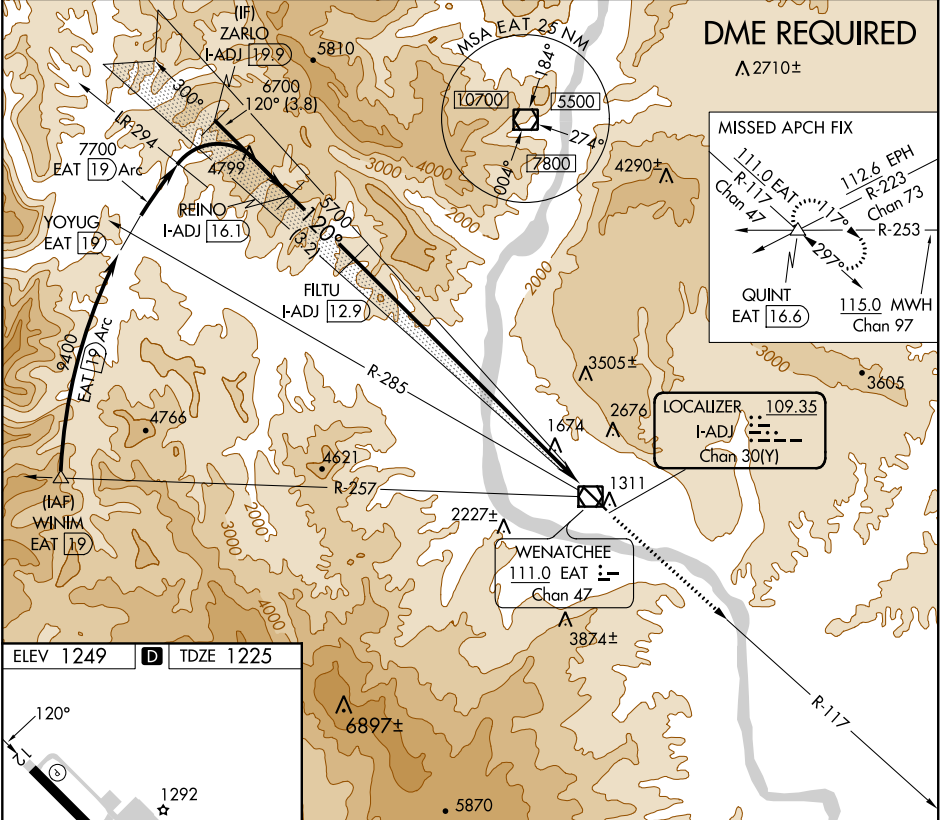 DME REQUIRED
2710±
(IF)
ZARLO
I-ADJ 19.9
5810
6700
120° (3.8)
300°
LR-294
7700
EAT 19 Arc
4799
REINO
I-ADJ 16.1
5700
120°
(3.2)
YOYUG
EAT 19
FILTU
I-ADJ 12.9
9400
EAT 19 Arc
MSA EAT 25 NM
184°
10700
5500
274°
7800
004°
3000
4000
2000
4290±
2000
MISSED APCH FIX
111.0 EAT
R-117
Chan 47
112.6 EPH
R-223
Chan 73
117°
R-253
297°
QUINT
EAT 16.6
115.0 MWH
Chan 97
3000
3605
3505±
2676
1674
R-285
LOCALIZER 109.35
I-ADJ
Chan 30(Y)
4766
4621
R-257
1311
2227±
(IAF)
WINIM
EAT 19
2000
3000
4000
WENATCHEE
111.0 EAT
Chan 47
3874±
R-117
6897±
5870
ELEV 1249
D
TDZE 1225
120°
12
P
1292